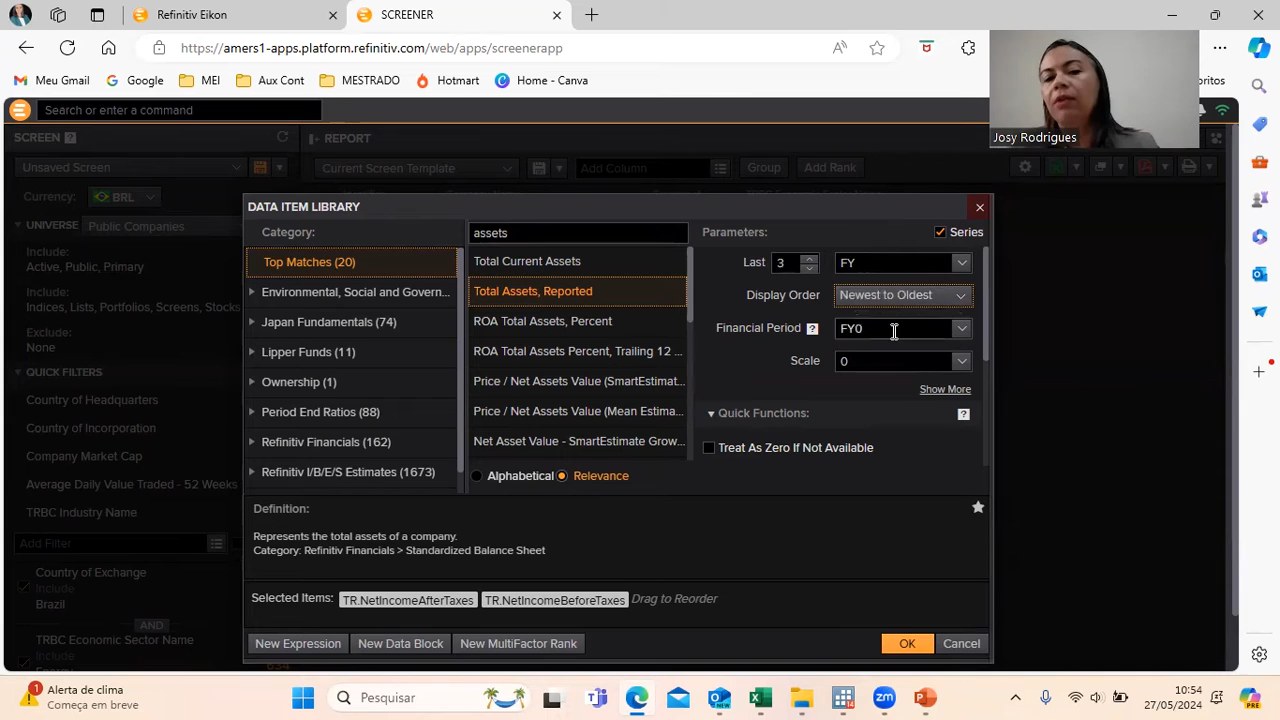 Refinitiv Eikon
SCREENER
https://amers1-apps.platform.refinitiv.com/web/apps/screenerapp
Meu Gmail
Google
MEI
Aux Cont
MESTRADO
Hotmart
Home - Canva
oritos
Josy Rodrigues
Search or enter a command
SCREEN ?
REPORT
Unsaved Screen
Current Screen Template
Add Column
Group
Add Rank
Currency:
BRL
UNIVERSE
Public Companies
Include:
Active, Public, Primary
Include:
Indices, Lists, Portfolios, Screens, Stocks
Exclude:
None
QUICK FILTERS
Country of Headquarters
Country of Incorporation
Company Market Cap
Average Daily Value Traded - 52 Weeks
TRBC Industry Name
Add Filter
Country of Exchange
Include
Brazil
AND
TRBC Economic Sector Name
Include
DATA ITEM LIBRARY
Category:
Top Matches (20)
Environmental, Social and Govern...
Japan Fundamentals (74)
Lipper Funds (11)
Ownership (1)
Period End Ratios (88)
Refinitiv Financials (162)
Refinitiv I/B/E/S Estimates (1673)
assets
Total Current Assets
Total Assets, Reported
ROA Total Assets, Percent
ROA Total Assets Percent, Trailing 12 ...
Price / Net Assets Value (SmartEstimat...
Price / Net Assets Value (Mean Estima...
Net Asset Value - SmartEstimate Grow...
Alphabetical
Relevance
Parameters:
Series
Last 3 FY
Display Order Newest to Oldest
Financial Period ? FY0
Scale 0
Show More
Quick Functions: ?
Treat As Zero If Not Available
Definition:
Represents the total assets of a company.
Category: Refinitiv Financials > Standardized Balance Sheet
Selected Items: TR.NetIncomeAfterTaxes TR.NetIncomeBeforeTaxes Drag to Reorder
New Expression
New Data Block
New MultiFactor Rank
OK
Cancel
1
Alerta de clima
Começa em breve
Pesquisar
NEW
14
10:54
27/05/2024
PRE